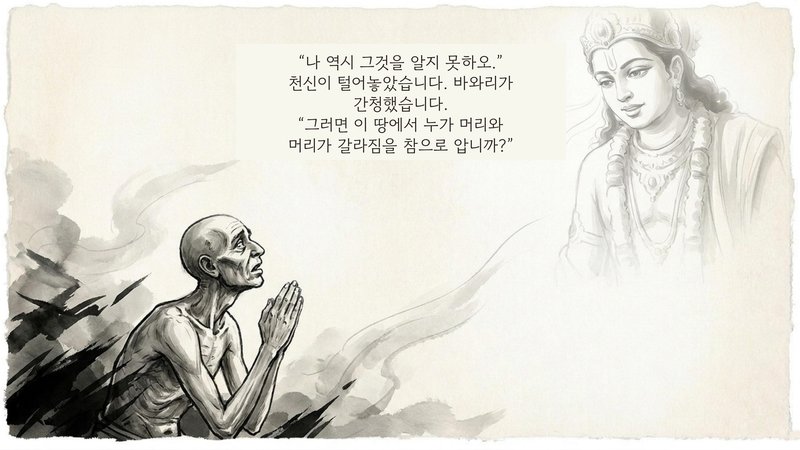 “나 역시 그것을 알지 못하오.”
천신이 털어놓았습니다. 바와리가
간청했습니다.
“그러면 이 땅에서 누가 머리와
머리가 갈라짐을 참으로 압니까?”